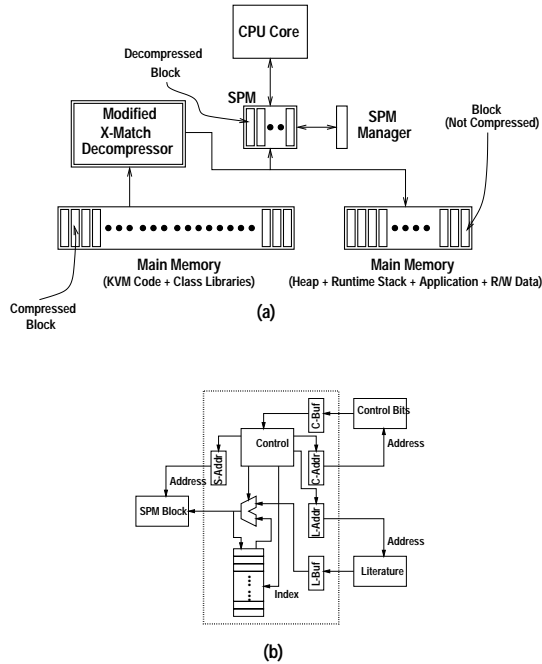 CPU Core
Decompressed
Block
SPM
Modified
X-Match
Decompressor
SPM
Manager
Block
(Not Compressed)
Main Memory
(KVM Code + Class Libraries)
Main Memory
(Heap + Runtime Stack + Application + R/W Data)
Compressed
Block
(a)
C-Buf
Control Bits
Control
S-Addr
C-Addr
Address
Address
L-Addr
SPM Block
Address
L-Buf
Literature
Index
(b)